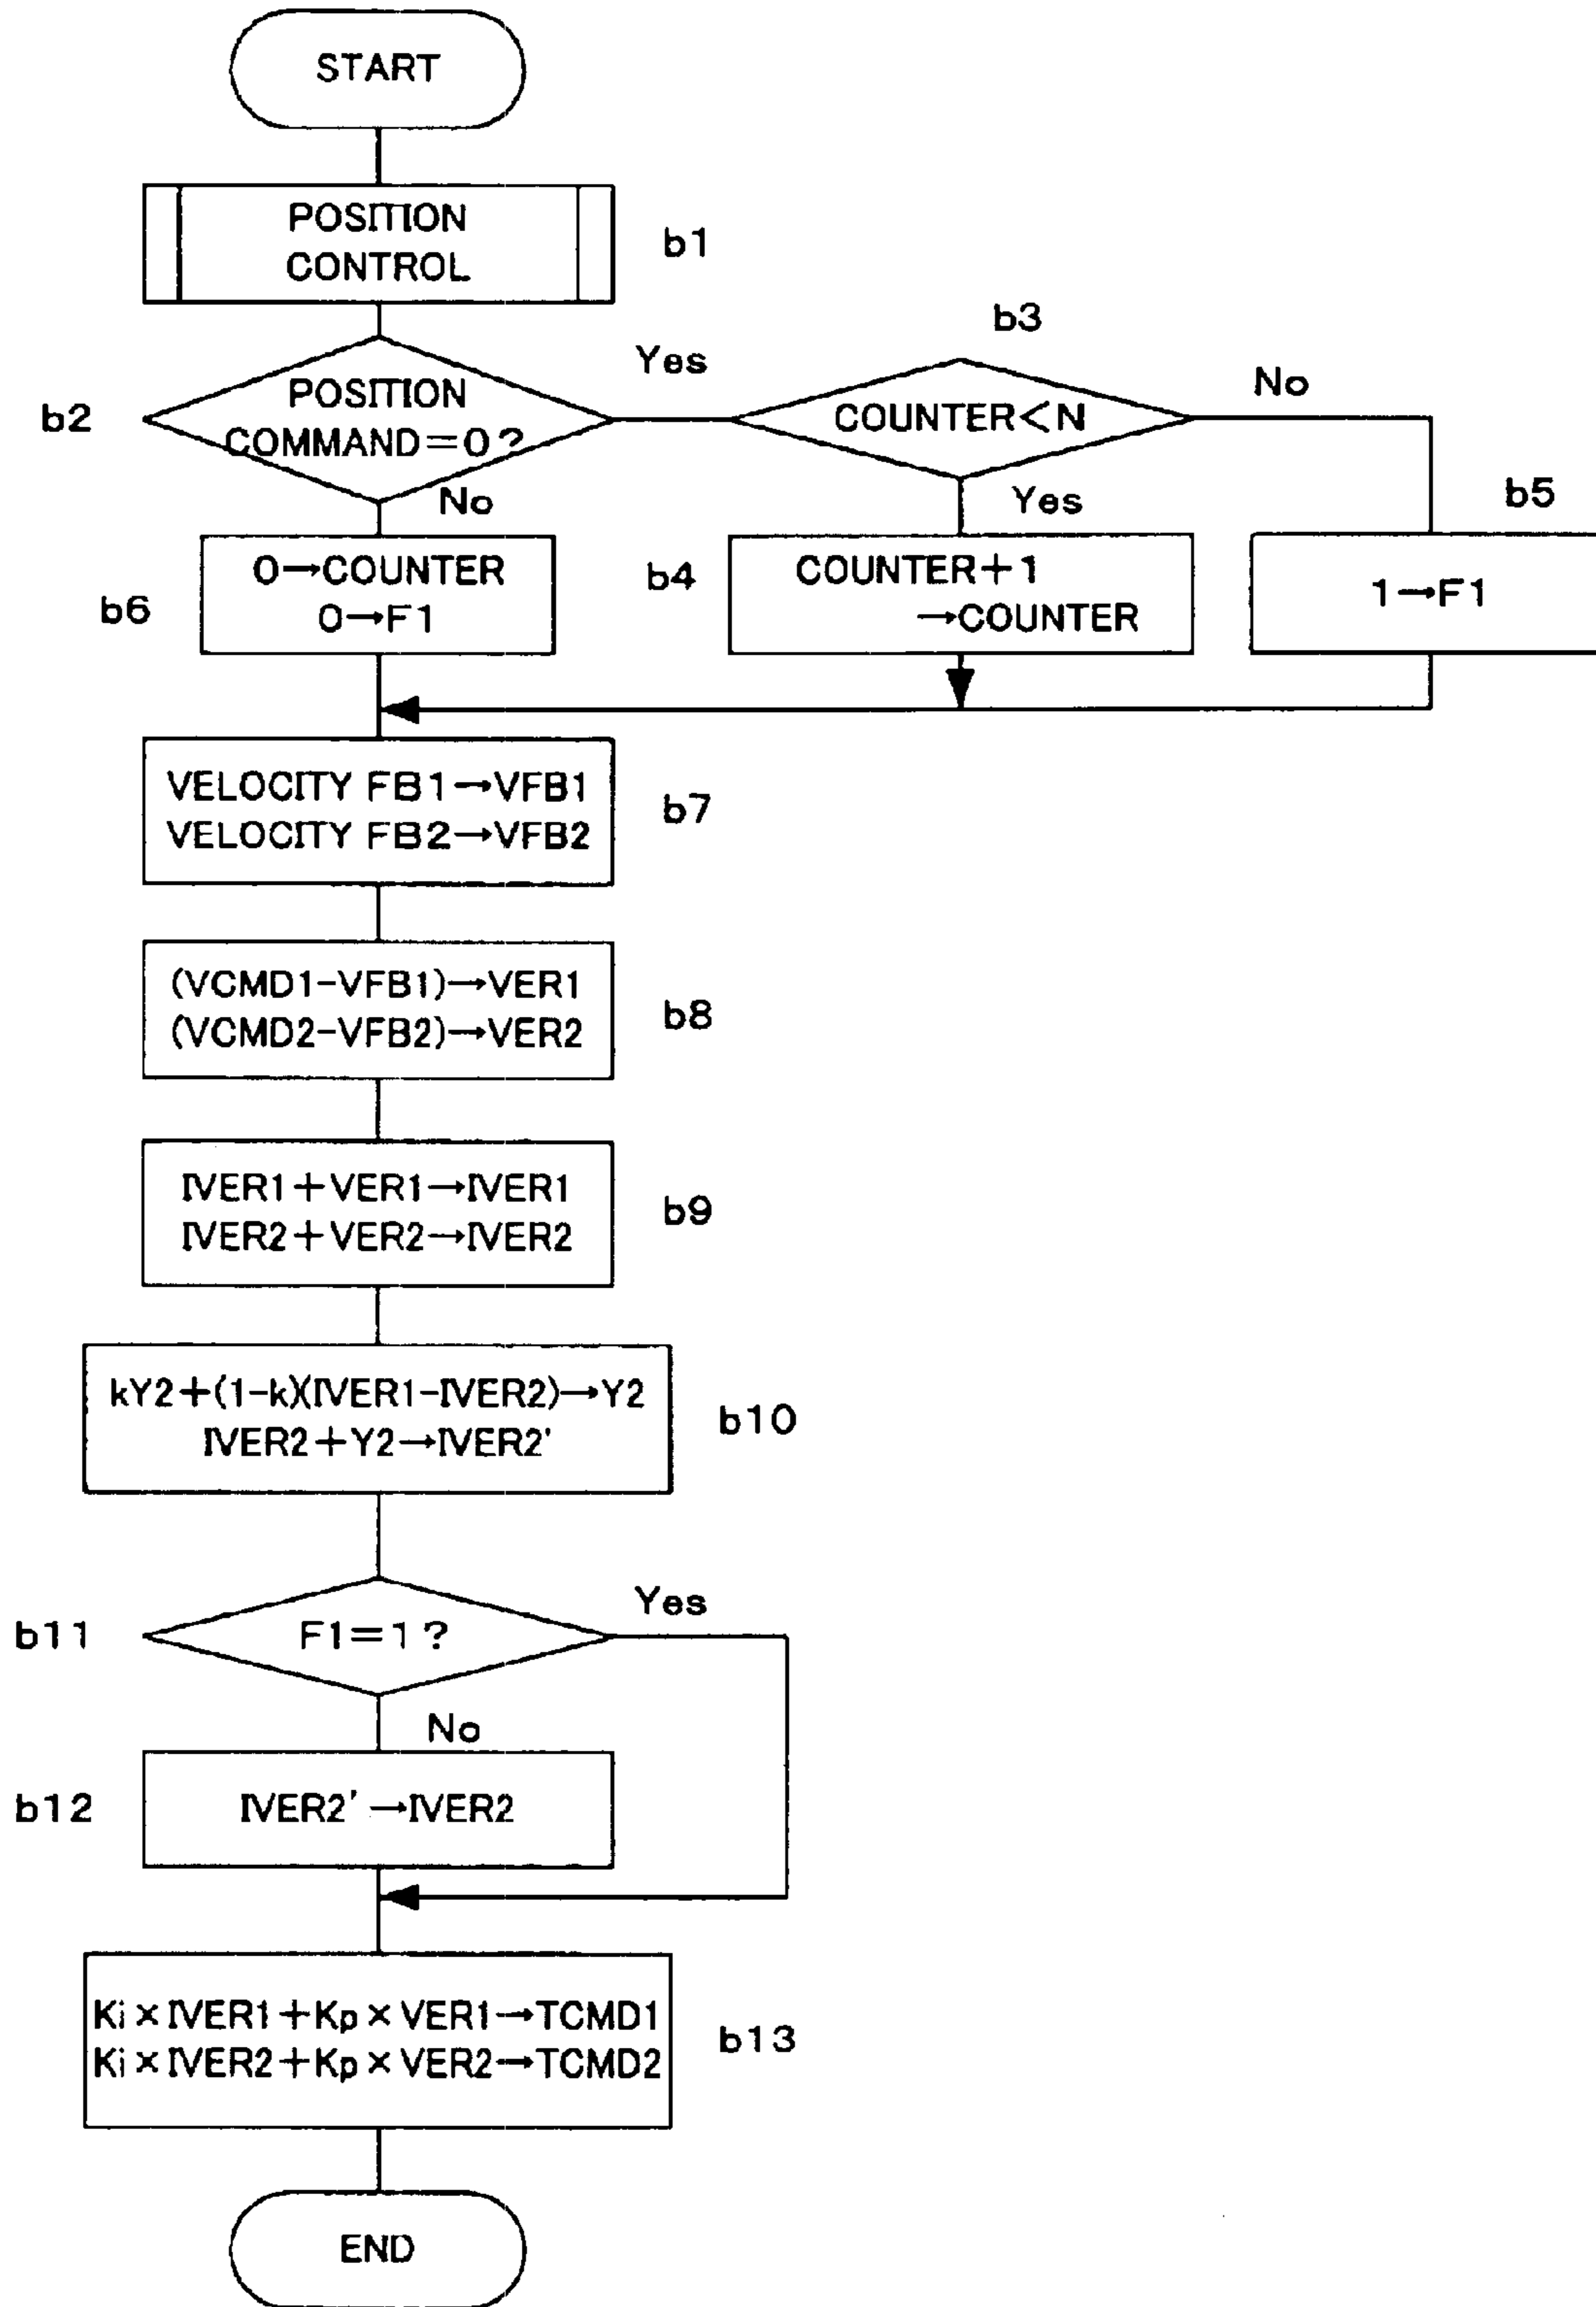 START
POSITION
CONTROL
b1
b2
POSITION
COMMAND=0?
Yes
No
b3
COUNTER<N
No
Yes
b6
0→COUNTER
0→F1
b4
COUNTER+1
→COUNTER
b5
1→F1
VELOCITY FB1→VFB1
VELOCITY FB2→VFB2
b7
(VCMD1-VFB1)→VER1
(VCMD2-VFB2)→VER2
b8
IVER1+VER1→IVER1
IVER2+VER2→IVER2
b9
kY2+(1-k)(IVER1-IVER2)→Y2
IVER2+Y2→IVER2'
b10
b11
F1=1?
Yes
No
b12
IVER2'→IVER2
Ki×IVER1+Kp×VER1→TCMD1
Ki×IVER2+Kp×VER2→TCMD2
b13
END